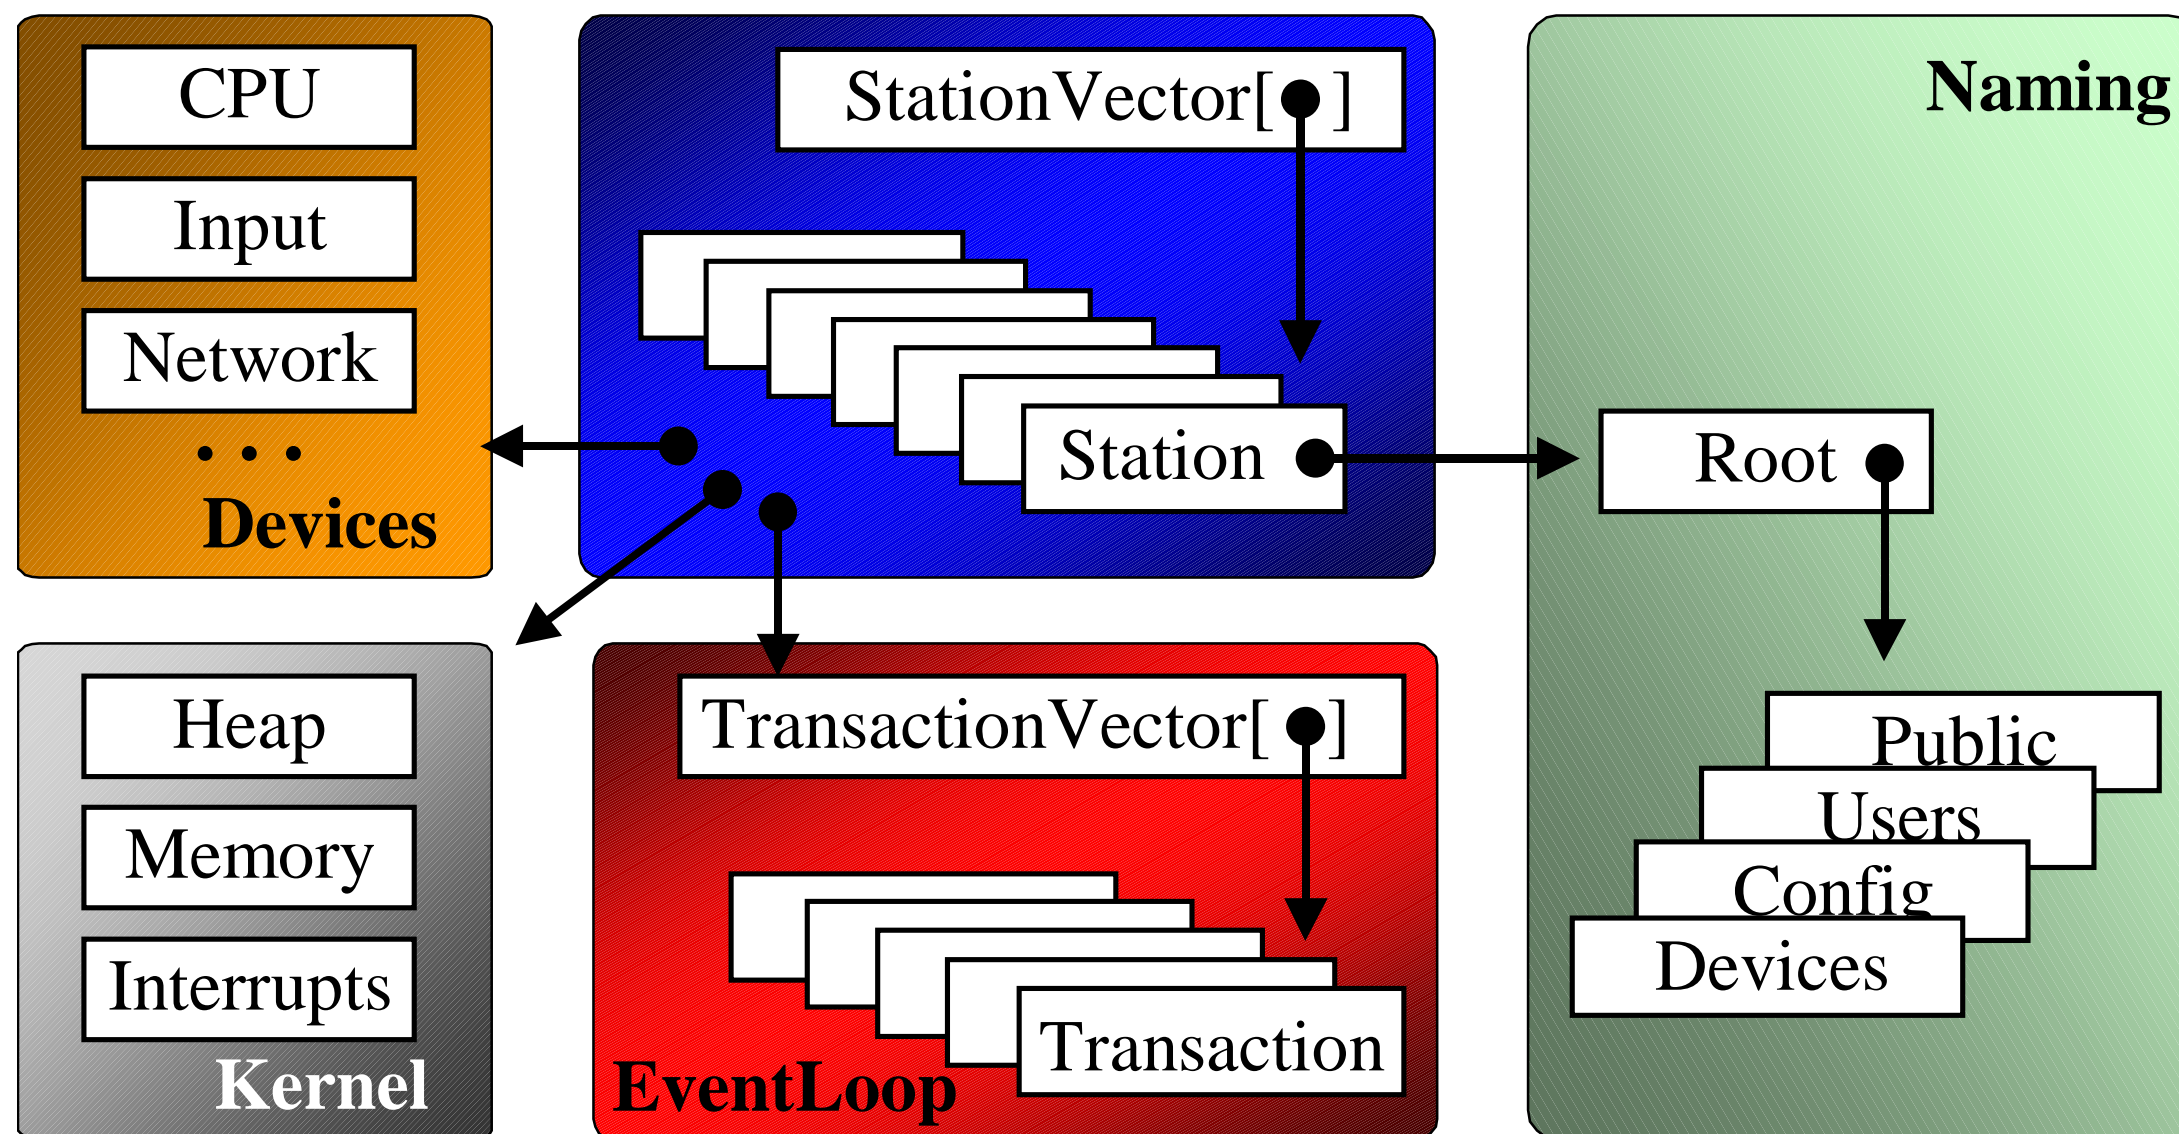 CPU
Input
Network
. . .
Devices
StationVector[ ]
Station
Naming
Root
Public
Users
Config
Devices
Heap
Memory
Interrupts
Kernel
TransactionVector[ ]
Transaction
EventLoop